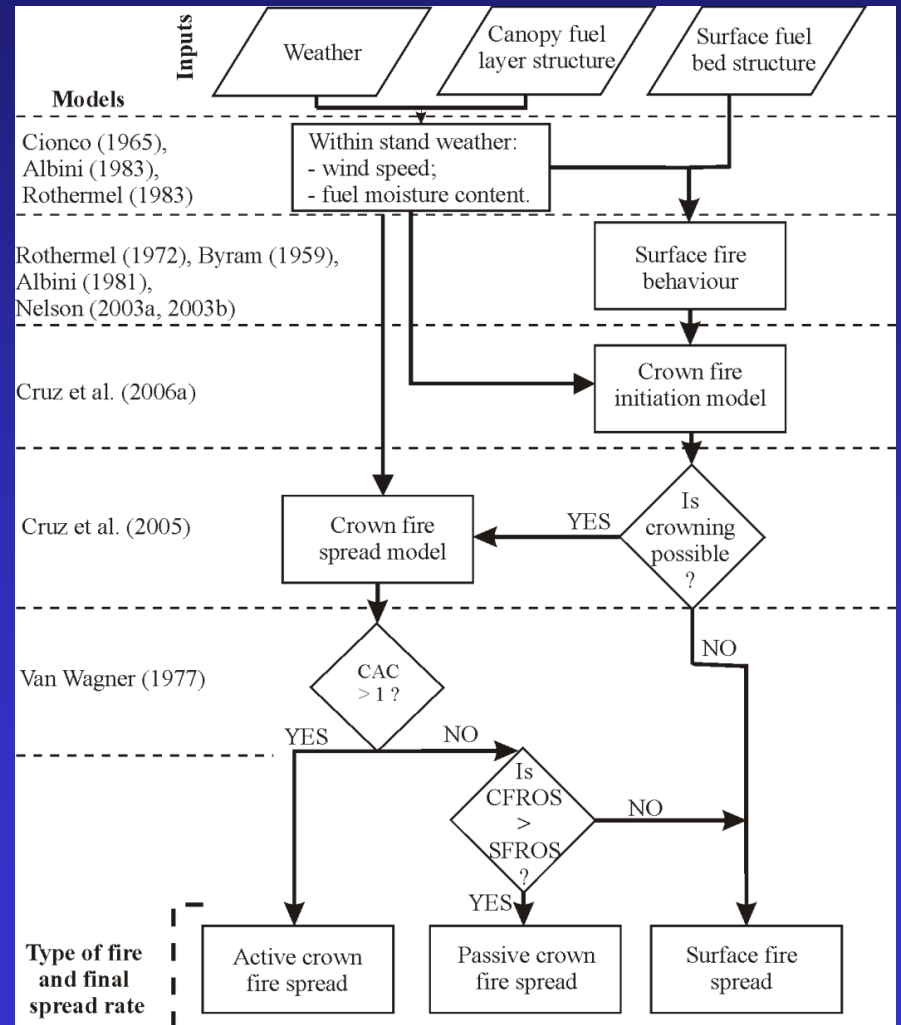 Inputs
Weather
Canopy fuel
layer structure
Surface fuel
bed structure
Models
Cionco (1965),
Albini (1983),
Rothermel (1983)
Within stand weather:
- wind speed;
- fuel moisture content.
Rothermel (1972), Byram (1959),
Albini (1981),
Nelson (2003a, 2003b)
Surface fire
behaviour
Cruz et al. (2006a)
Crown fire
initiation model
Cruz et al. (2005)
Crown fire
spread model
YES
Is
crowning
possible
?
NO
Van Wagner (1977)
CAC
> 1 ?
YES
NO
Is
CFROS
>
SFROS
?
NO
YES
Type of fire
and final
spread rate
Active crown
fire spread
Passive crown
fire spread
Surface fire
spread